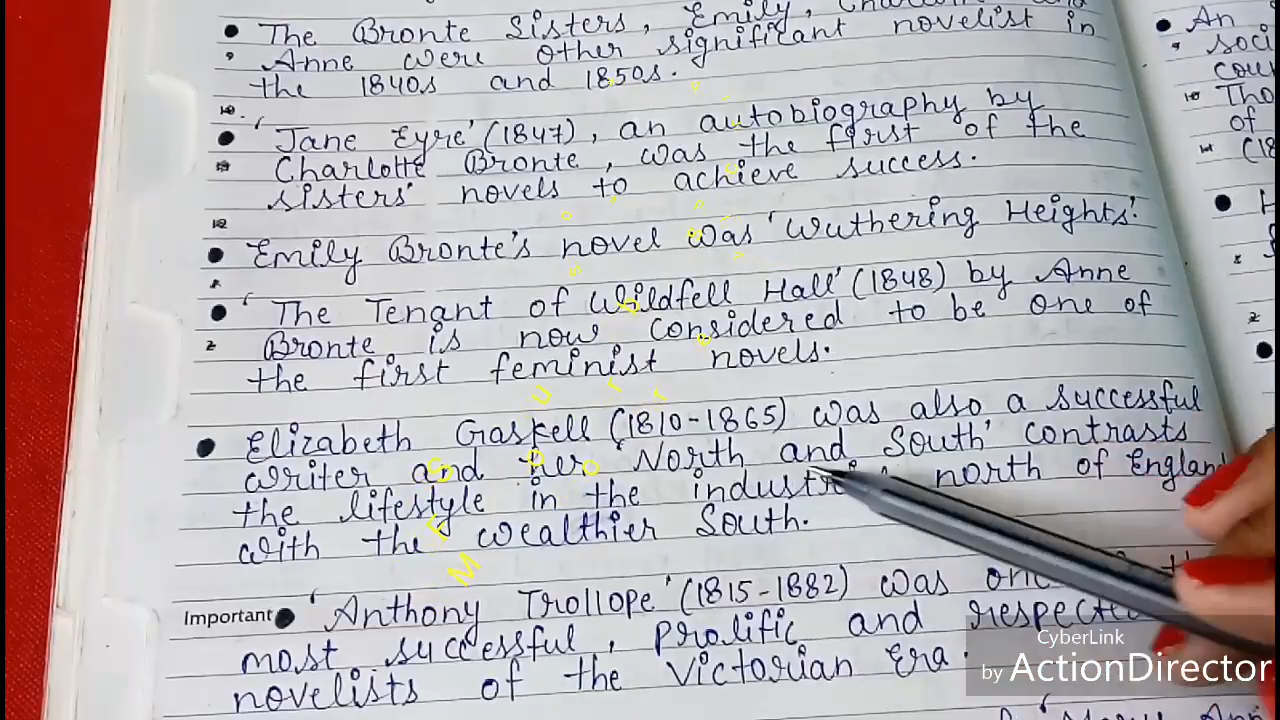 The Bronte Sisters, Emily,
Anne were other significant novelist in
the 1840s and 1850s.
'Jane Eyre' (1847), an autobiography by
Charlotte Bronte, was the first of the
sisters' novels to achieve success.
Emily Bronte's novel was 'Wuthering Heights'.
'The Tenant of Wildfell Hall' (1848) by Anne
Bronte is now considered to be one of
the first feminist novels.
Elizabeth Gaskell (1810-1865) was also a successful
writer and her 'North and South' contrasts
the lifestyle in the north of England
with the wealthier South.
Important 'Anthony Trollope' (1815-1882) was
most successful, prolific and
novelists of the Victorian Era.
An
CyberLink
by ActionDirector